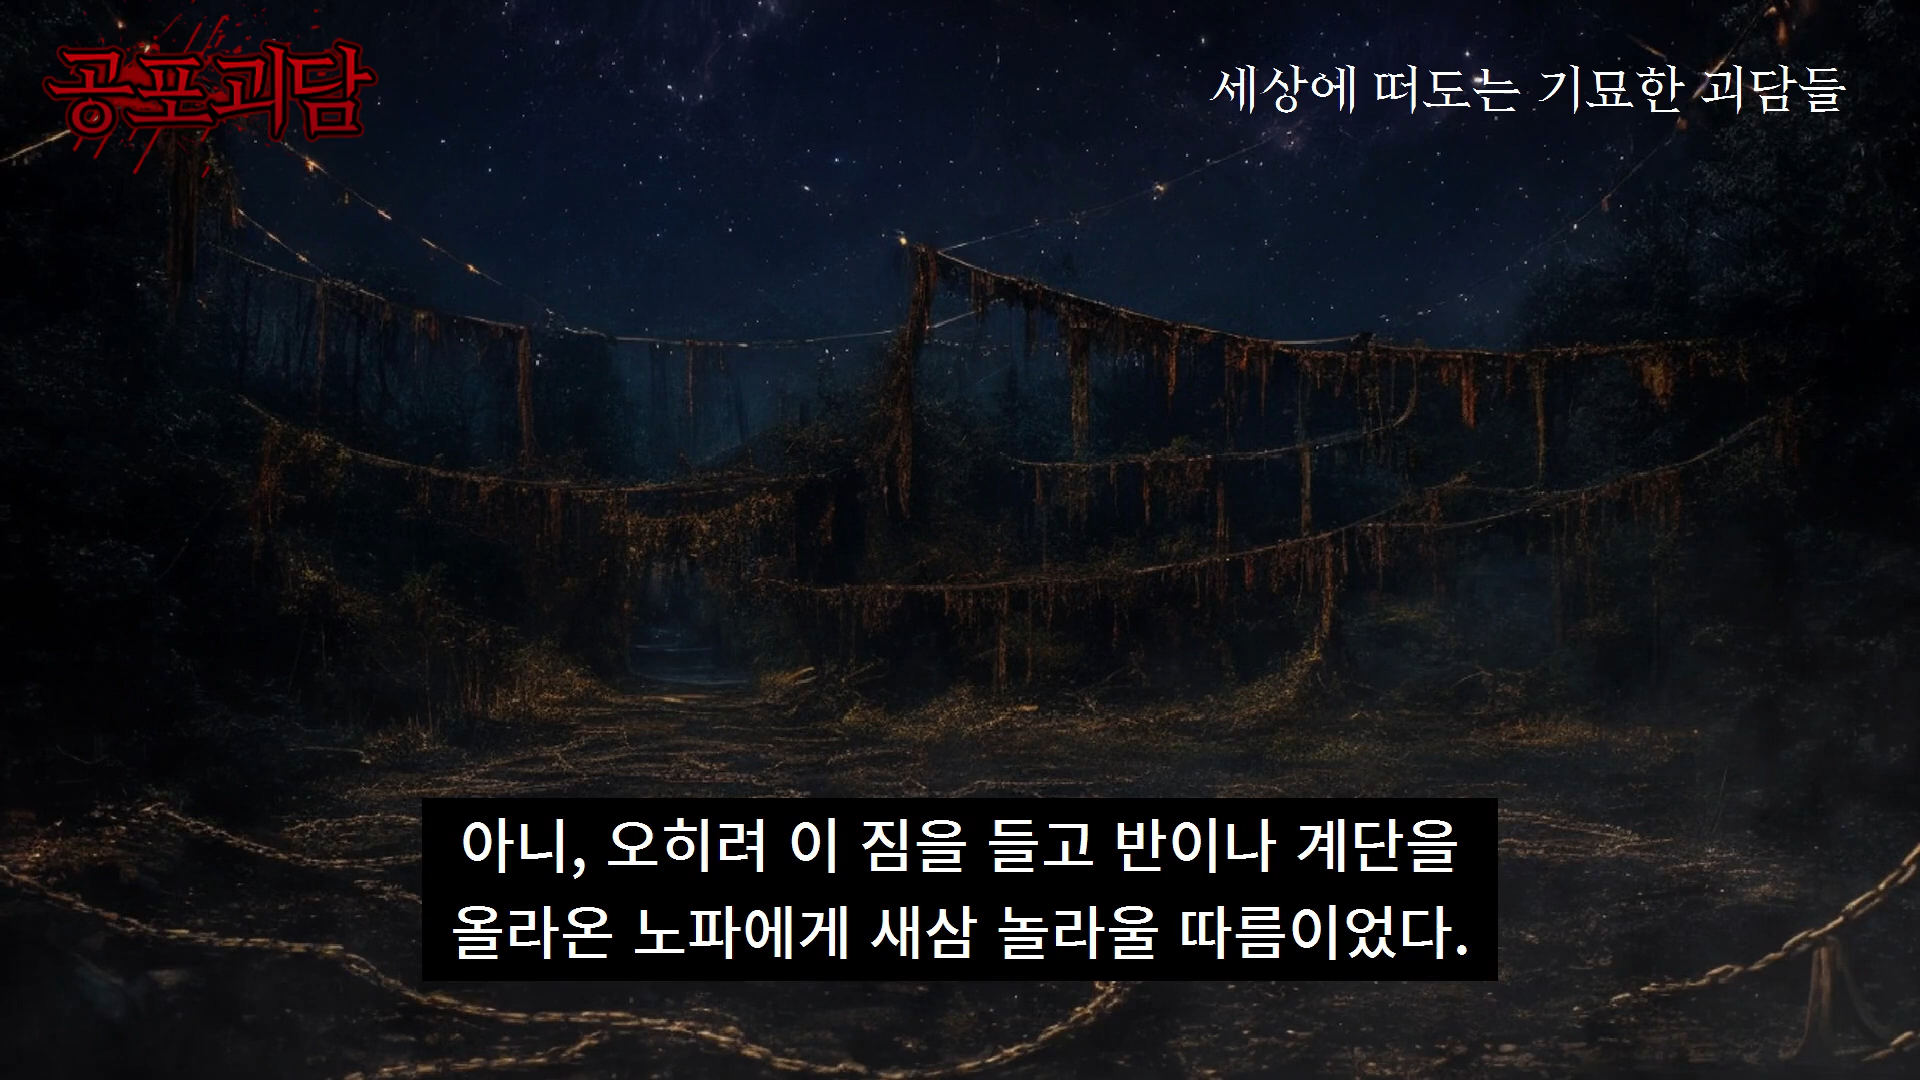 공포괴담
세상에 떠도는 기묘한 괴담들
아니, 오히려 이 짐을 들고 반이나 계단을
올라온 노파에게 새삼 놀라울 따름이었다.